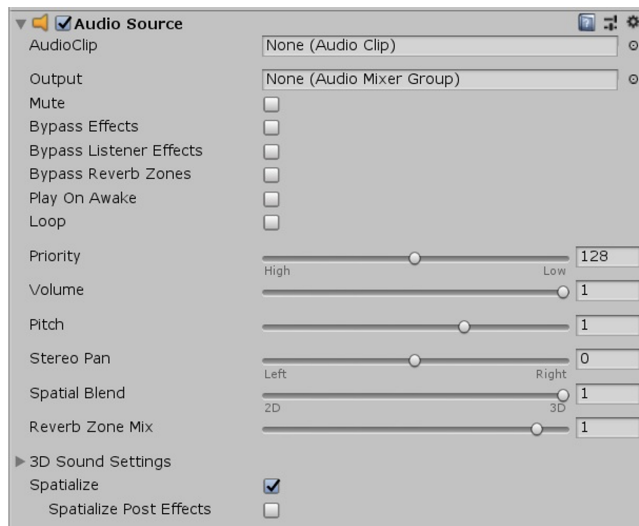 Audio Source
AudioClip None (Audio Clip)
Output None (Audio Mixer Group)
Mute
Bypass Effects
Bypass Listener Effects
Bypass Reverb Zones
Play On Awake
Loop
Priority 128
High Low
Volume 1
Pitch 1
Stereo Pan 0
Left Right
Spatial Blend 1
2D 3D
Reverb Zone Mix 1
3D Sound Settings
Spatialize
Spatialize Post Effects